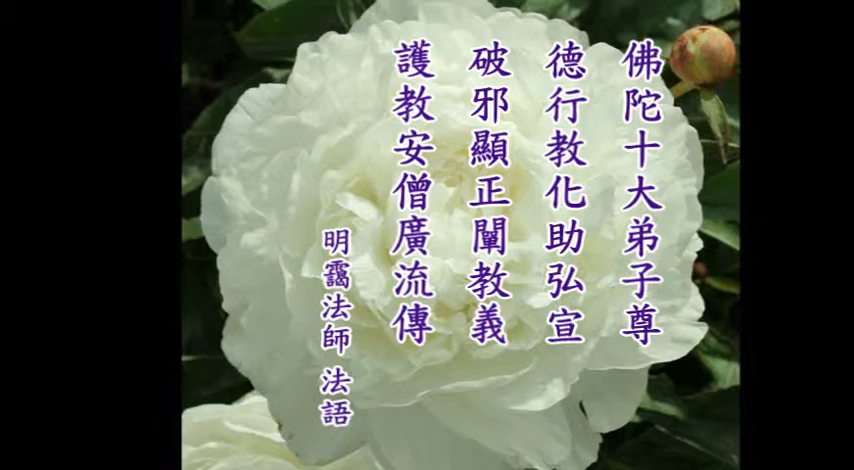 佛陀十大弟子尊
德行教化助弘宣
破邪顯正闡教義
護教安僧廣流傳
明靄法師 法語